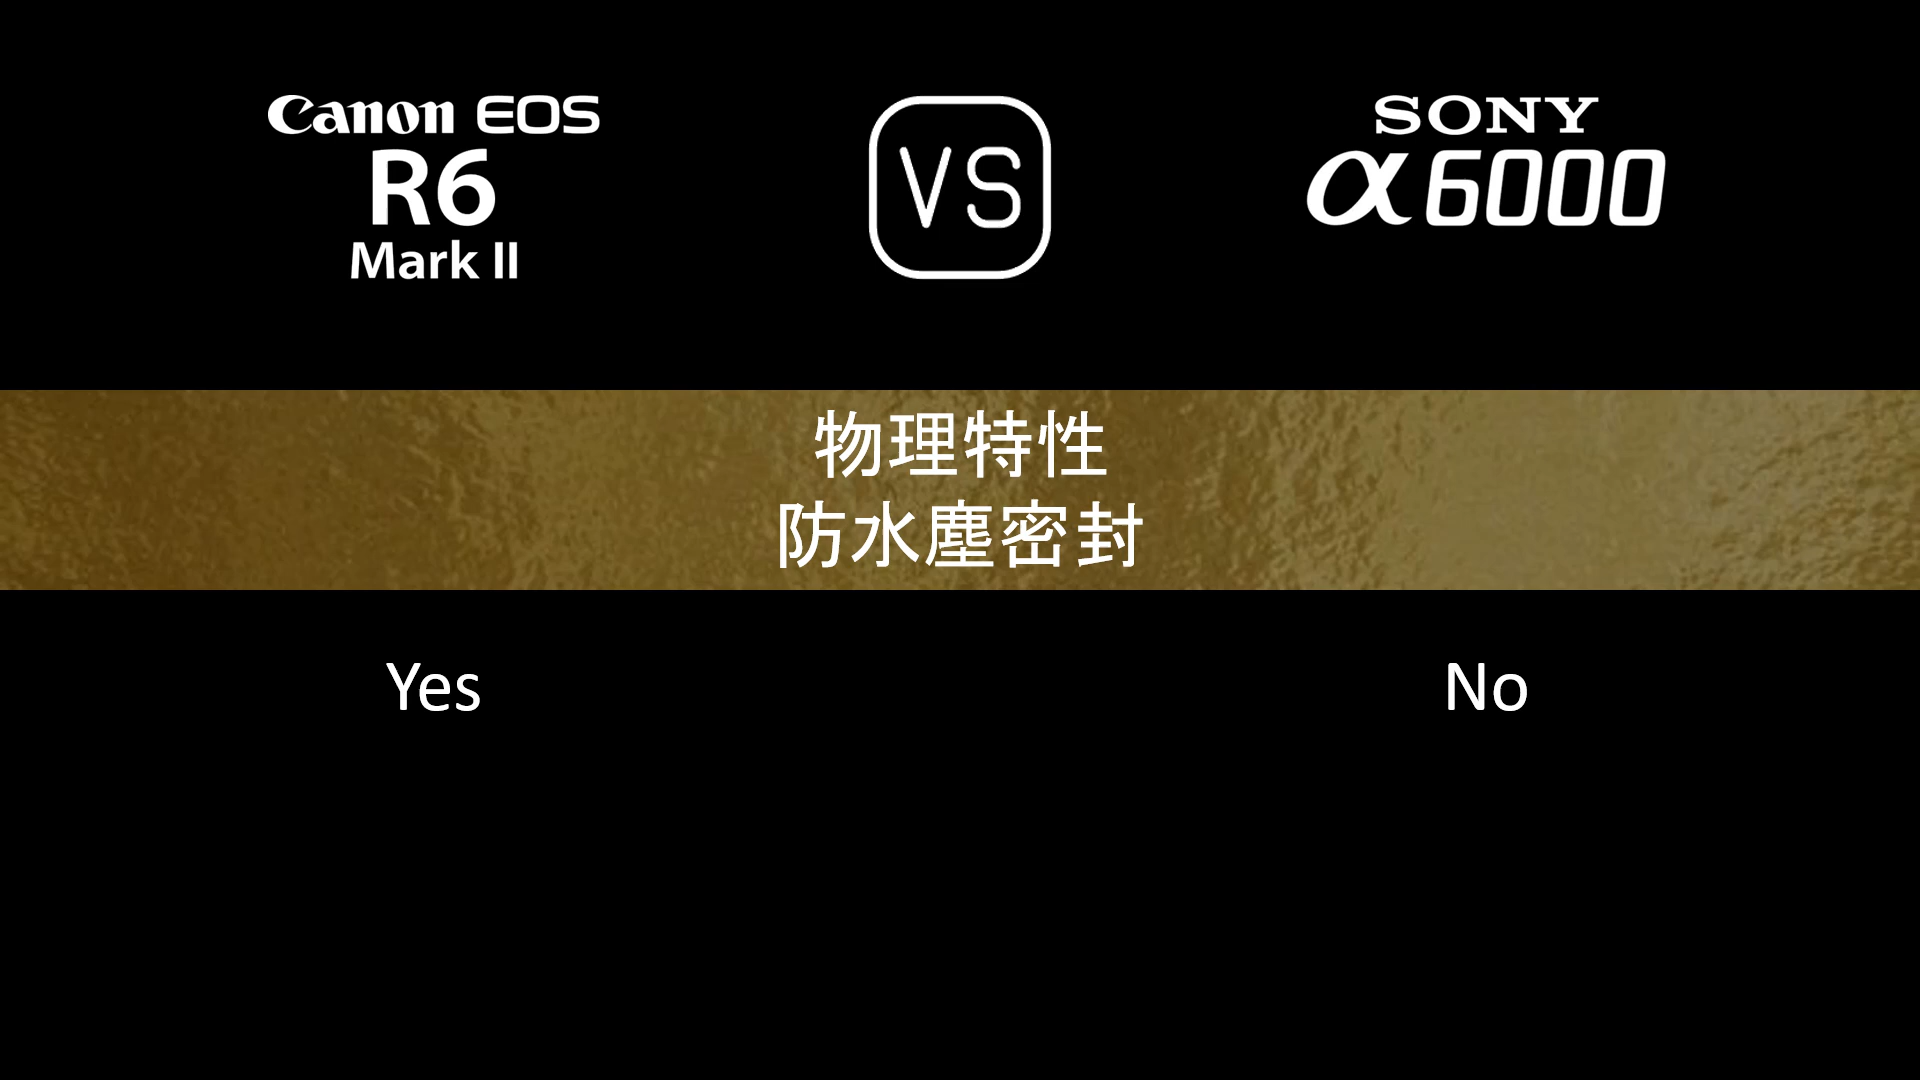 Canon EOS
R6
Mark II
VS
SONY
α6000
物理特性
防水塵密封
Yes
No